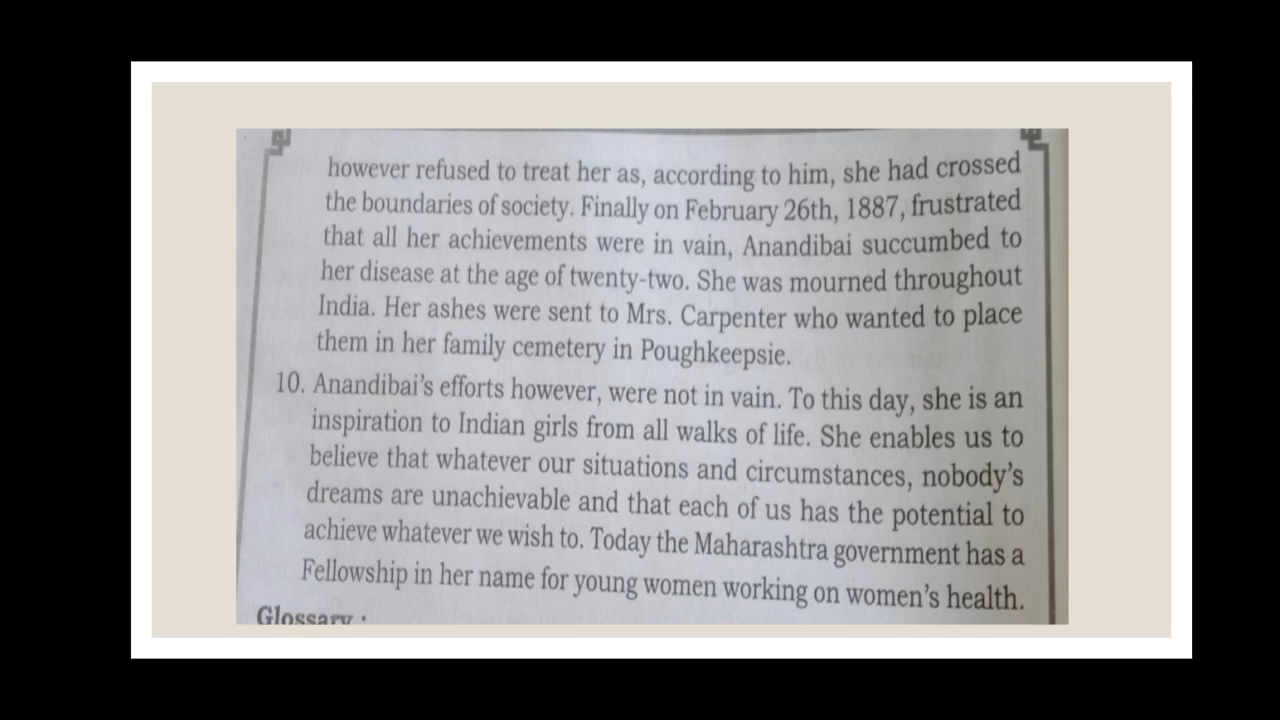 however refused to treat her as, according to him, she had crossed
the boundaries of society. Finally on February 26th, 1887, frustrated
that all her achievements were in vain, Anandibai succumbed to
her disease at the age of twenty-two. She was mourned throughout
India. Her ashes were sent to Mrs. Carpenter who wanted to place
them in her family cemetery in Poughkeepsie.
10. Anandibai's efforts however, were not in vain. To this day, she is an
inspiration to Indian girls from all walks of life. She enables us to
believe that whatever our situations and circumstances, nobody's
dreams are unachievable and that each of us has the potential to
achieve whatever we wish to. Today the Maharashtra government has a
Fellowship in her name for young women working on women's health.
Glossary :